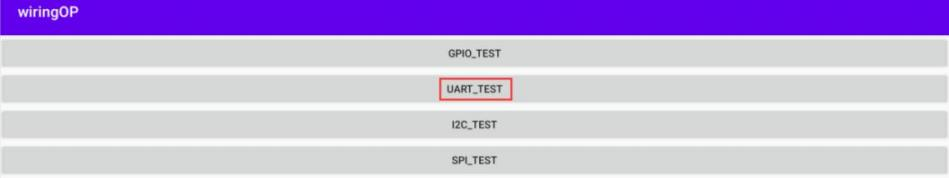 wiringOP
GPIO_TEST
UART_TEST
I2C_TEST
SPI_TEST